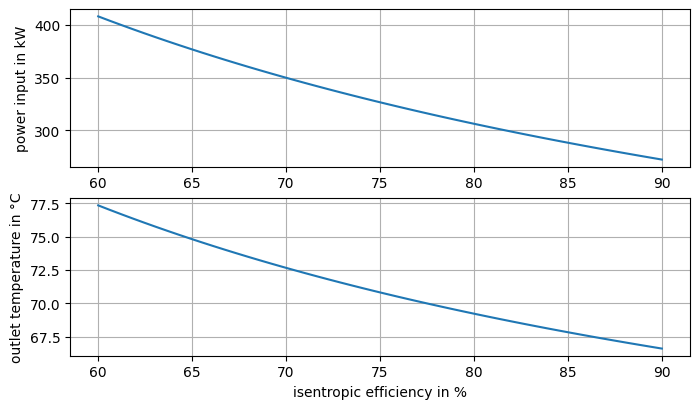 power input in kW
400
350
300
60 65 70 75 80 85 90
outlet temperature in °C
77.5
75.0
72.5
70.0
67.5
60 65 70 75 80 85 90
isentropic efficiency in %